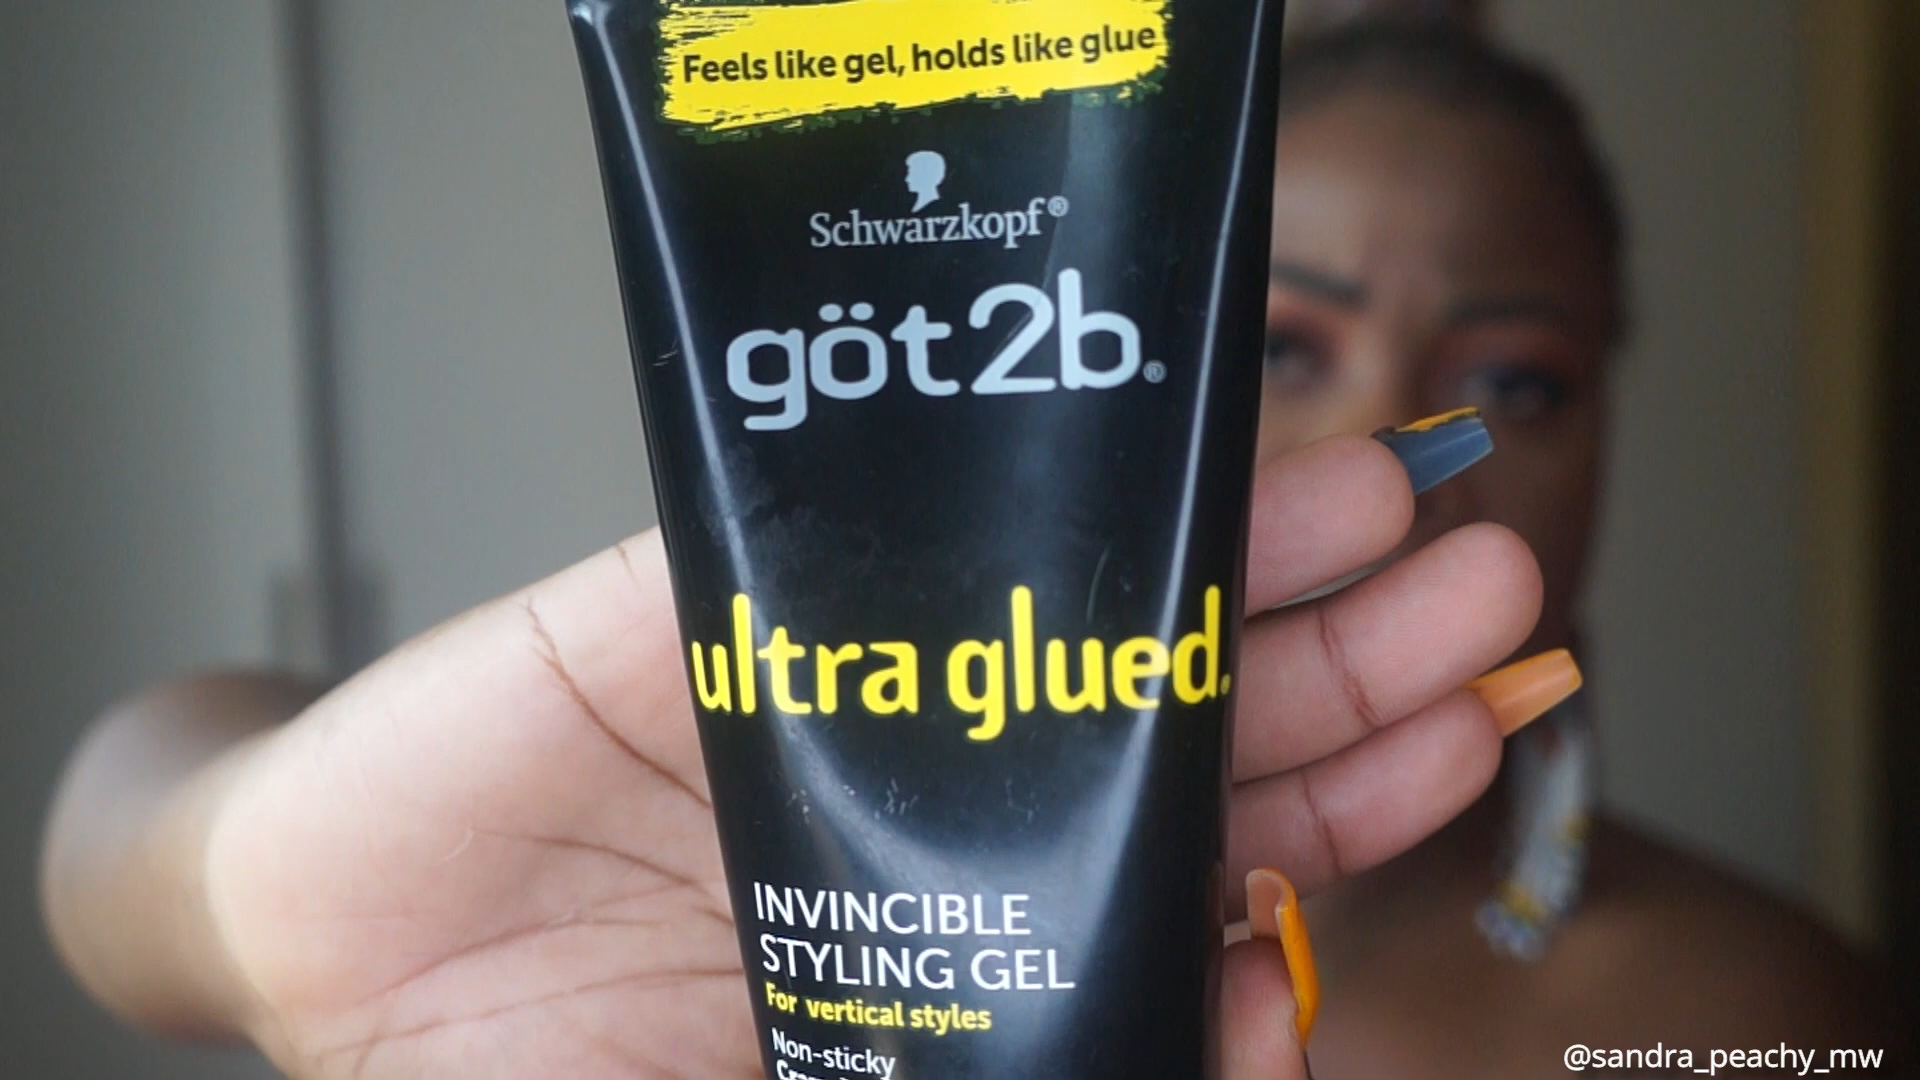 Feels like gel, holds like glue
Schwarzkopf®
göt2b®
ultra glued.
INVINCIBLE
STYLING GEL
For vertical styles
Non-sticky
@sandra_peachy_mw